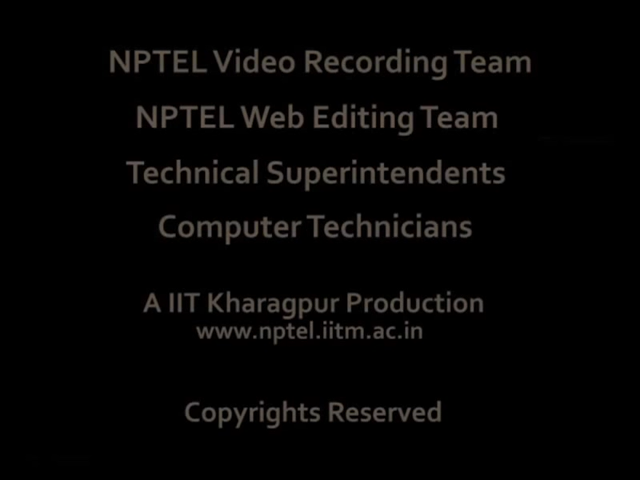 NPTEL Video Recording Team
NPTEL Web Editing Team
Technical Superintendents
Computer Technicians
A IIT Kharagpur Production
www.nptel.iitm.ac.in
Copyrights Reserved